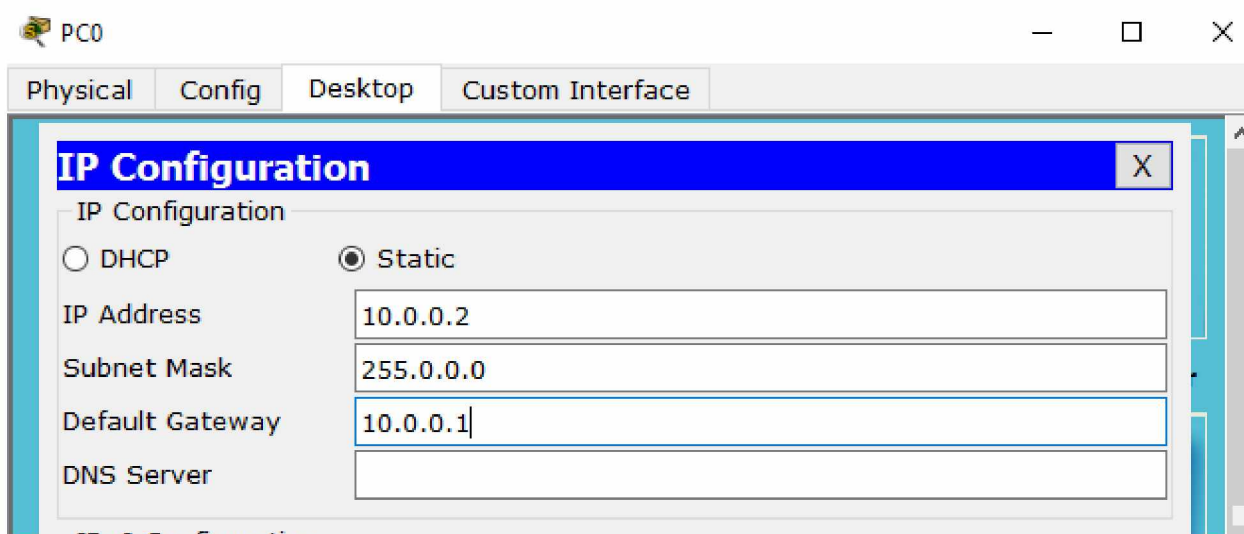 PC0
Physical Config Desktop Custom Interface
IP Configuration X
IP Configuration
DHCP Static
IP Address 10.0.0.2
Subnet Mask 255.0.0.0
Default Gateway 10.0.0.1
DNS Server